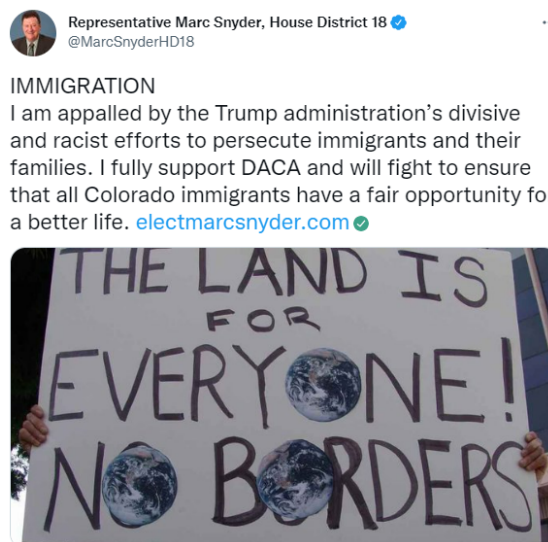 Representative Marc Snyder, House District 18
@MarcSnyderHD18
IMMIGRATION
I am appalled by the Trump administration’s divisive
and racist efforts to persecute immigrants and their
families. I fully support DACA and will fight to ensure
that all Colorado immigrants have a fair opportunity fo
a better life. electmarcsnyder.com
THE LAND IS
FOR
EVERYONE!
NO BORDERS